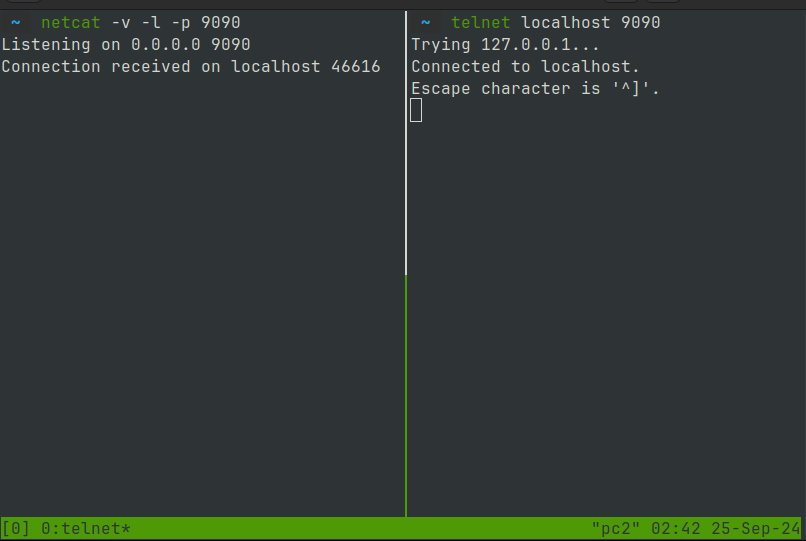 ~ netcat -v -l -p 9090
Listening on 0.0.0.0 9090
Connection received on localhost 46616
~ telnet localhost 9090
Trying 127.0.0.1...
Connected to localhost.
Escape character is '^]'.
[0] 0:telnet* "pc2" 02:42 25-Sep-24